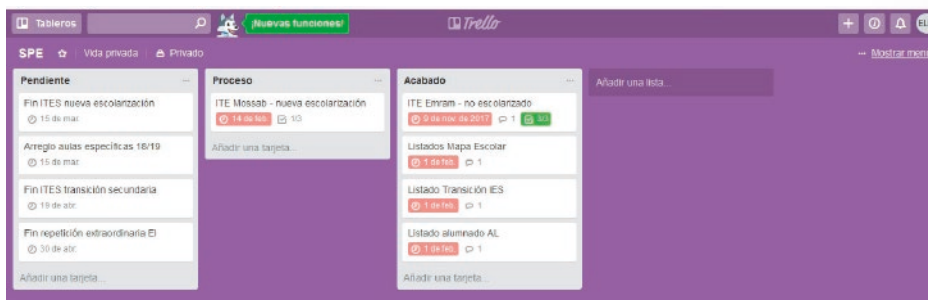 Tableros
¡Nuevas funciones!
Trello
EL
SPE
Vida privada
Privado
Mostrar menú
Pendiente
Fin ITES nueva escolarización
15 de mar.
Arreglo aulas específicas 18/19
15 de mar.
Fin ITES transición secundaria
19 de abr.
Fin repetición extraordinaria EI
30 de abr.
Añadir una tarjeta...
Proceso
ITE Mossab - nueva escolarización
14 de feb. 1/3
Añadir una tarjeta...
Acabado
ITE Emram - no escolarizado
9 de nov. de 2017 1 3/3
Listados Mapa Escolar
1 de feb. 1
Listado Transición IES
1 de feb. 1
Listado alumnado AL
1 de feb. 1
Añadir una tarjeta...
Añadir una lista...